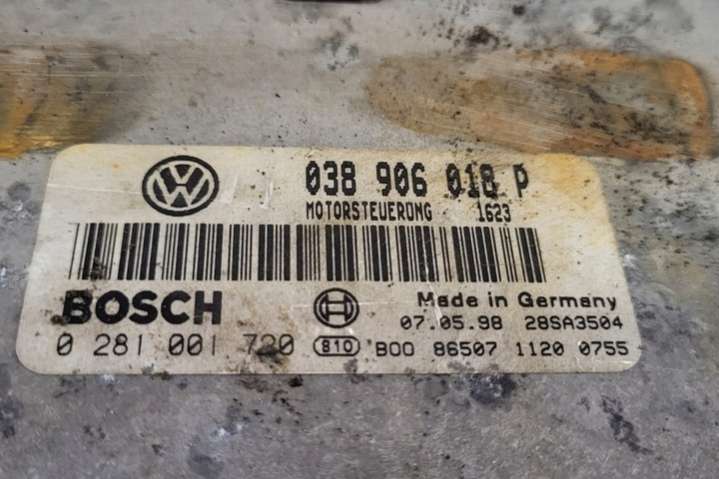 038 906 018 P
MOTORSTEUERUNG 1623
BOSCH
Made in Germany
07.05.98 28SA3504
0 281 001 720 810 B00 86507 1120 0755